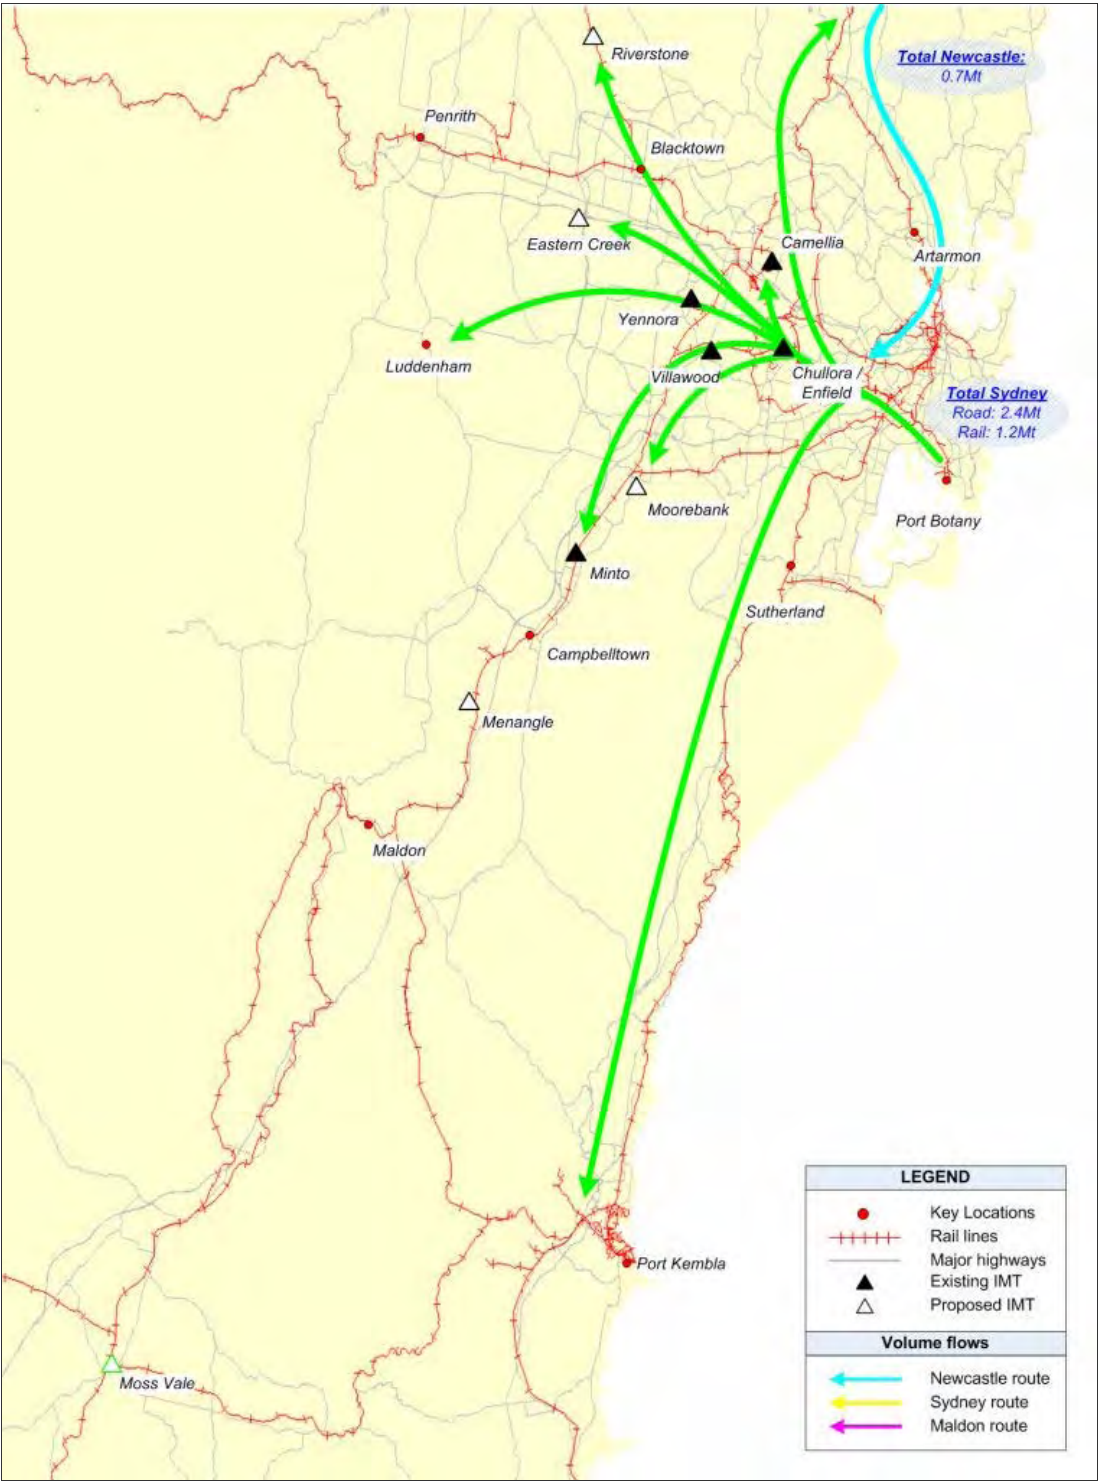 Riverstone
Total Newcastle:
0.7Mt
Penrith
Blacktown
Eastern Creek
Camellia
Artarmon
Yennora
Luddenham
Villawood
Chullora /
Enfield
Total Sydney
Road: 2.4Mt
Rail: 1.2Mt
Moorebank
Port Botany
Minto
Sutherland
Campbelltown
Menangle
Maldon
Port Kembla
Moss Vale
LEGEND
Key Locations
Rail lines
Major highways
Existing IMT
Proposed IMT
Volume flows
Newcastle route
Sydney route
Maldon route